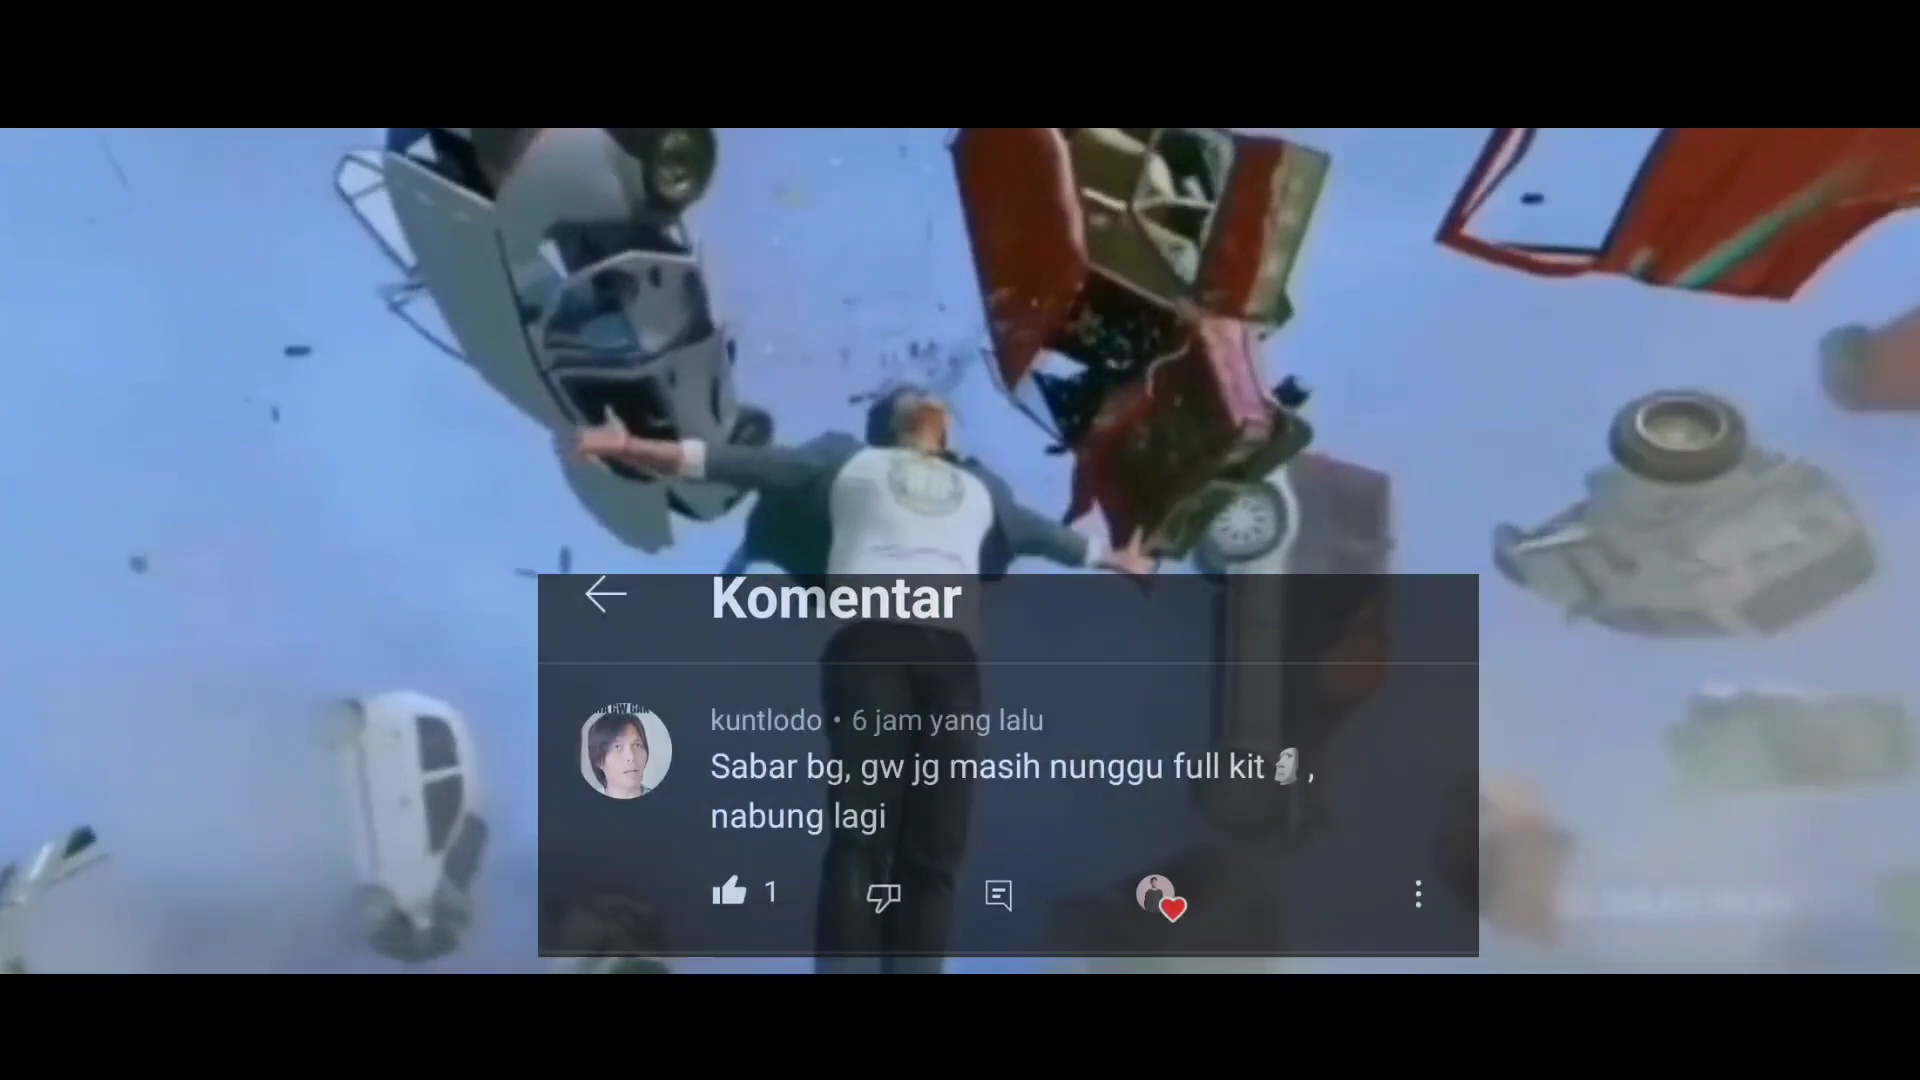 Komentar
kuntlodo • 6 jam yang lalu
Sabar bg, gw jg masih nunggu full kit🗿,
nabung lagi
1